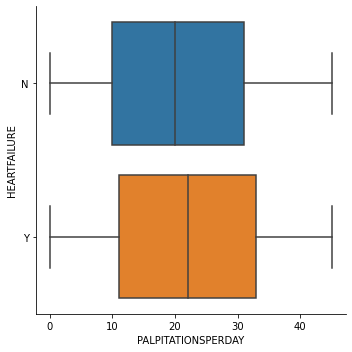 HEARTFAILURE
N
Y
0 10 20 30 40
PALPITATIONSPERDAY